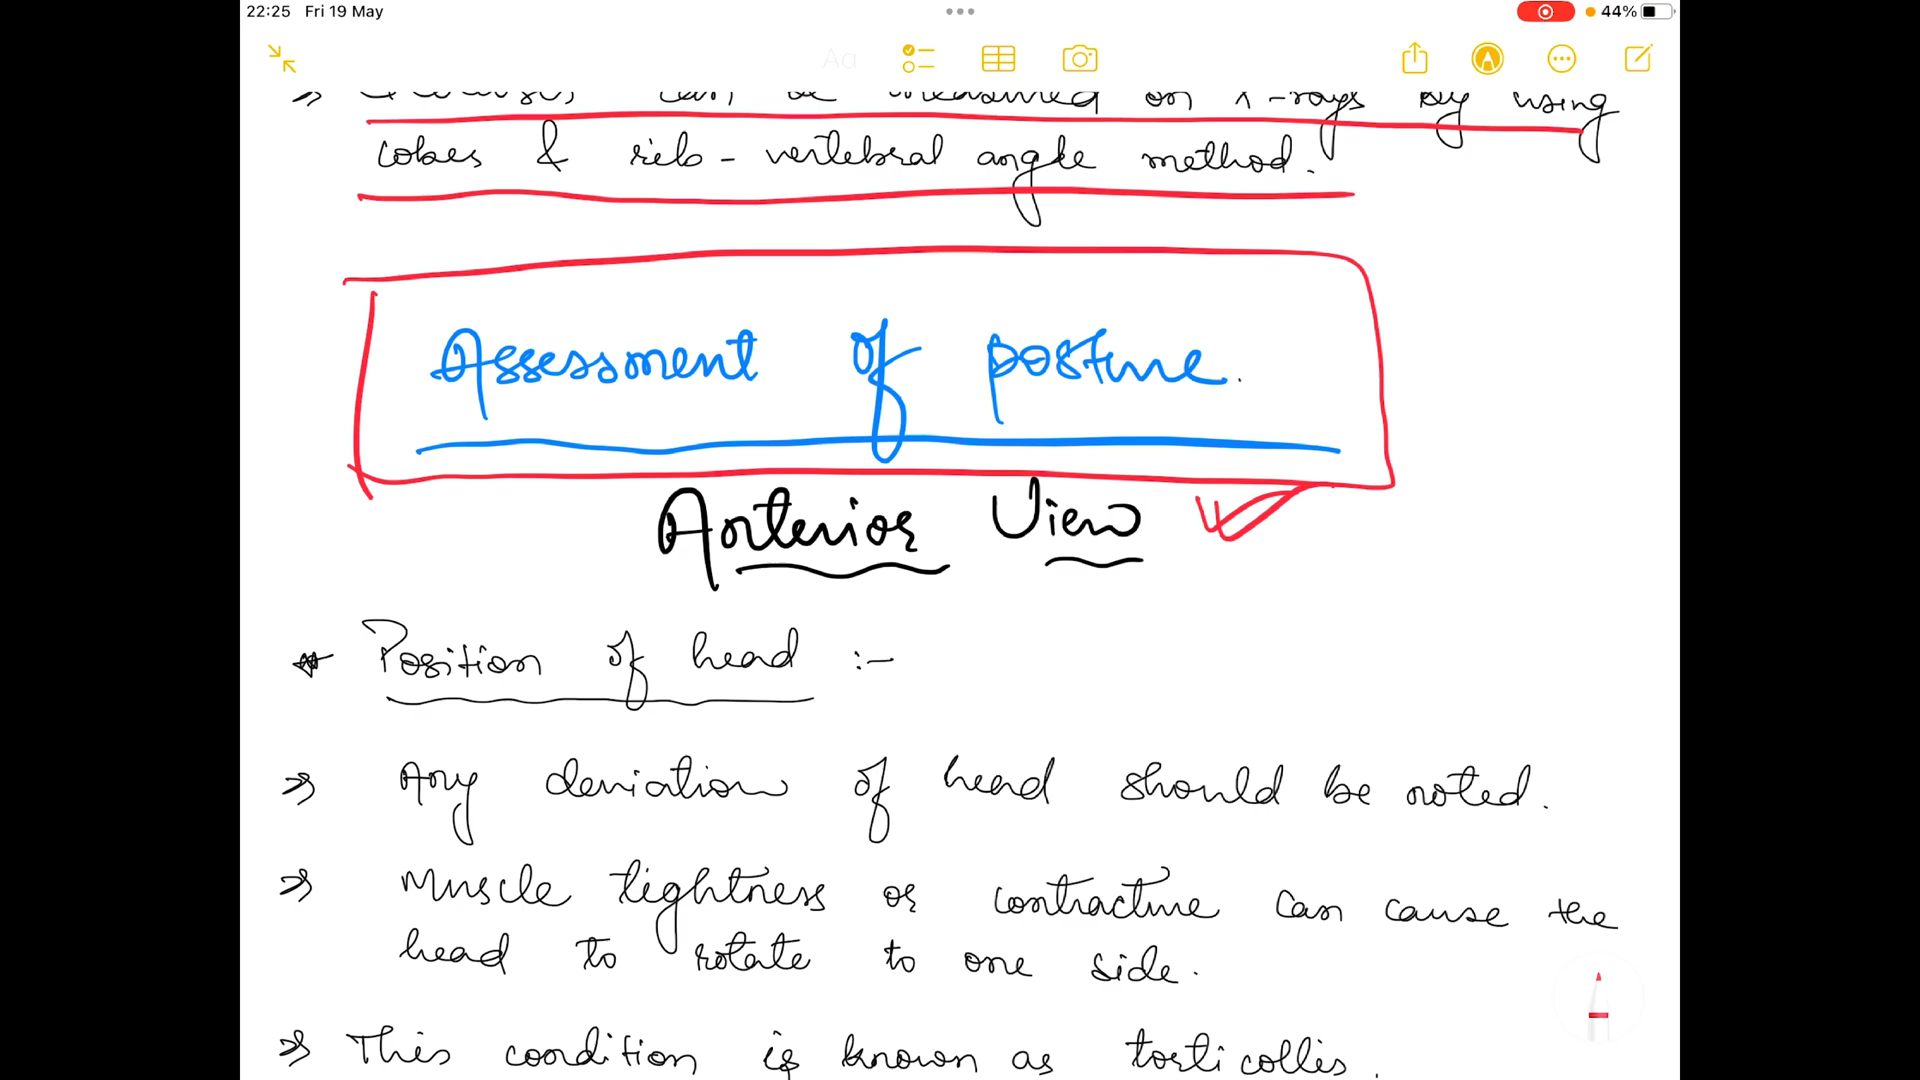 22:25 Fri 19 May
44%
Aa
can be measured on X-rays by using
cobbs & rib-vertebral angle method.
Assessment of posture.
Anterior View
Position of head :-
Any deviation of head should be noted.
Muscle tightness or contracture can cause the
head to rotate to one side.
This condition is known as torticollis.